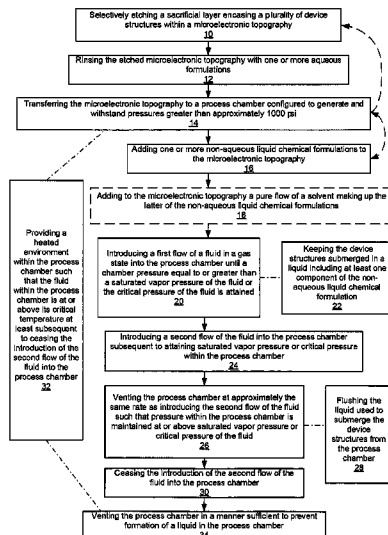 Selectively etching a sacrificial layer encasing a plurality of device
structures within a microelectronic topography
10
Rinsing the etched microelectronic topography with one or more aqueous
formulations
12
Transferring the microelectronic topography to a process chamber configured to generate and
withstand pressures greater than approximately 1000 psi
14
Adding one or more non-aqueous liquid chemical formulations to
the microelectronic topography
16
Adding to the microelectronic topography a pure flow of a solvent making up the
latter of the non-aqueous liquid chemical formulations
18
Providing a
heated
environment
within the
process
chamber such
that the fluid
within the
process
chamber is at or
above its critical
temperature at
least subsequent
to ceasing the
introduction of the
second flow of the
fluid into the
process chamber
32
Introducing a first flow of a fluid in a gas
state into the process chamber until a
chamber pressure equal to or greater than
a saturated vapor pressure of the fluid or
the critical pressure of the fluid is attained
20
Keeping the device
structures submerged in a
liquid including at least one
component of the non-
aqueous liquid chemical
formulation
22
Introducing a second flow of the fluid into the process chamber
subsequent to attaining saturated vapor pressure or critical pressure
within the process chamber
24
Venting the process chamber at approximately the
same rate as introducing the second flow of the fluid
such that pressure within the process chamber is
maintained at or above saturated vapor pressure or
critical pressure of the fluid
26
Flushing the
liquid used to
submerge the
device
structures from
the process
chamber
28
Ceasing the introduction of the second flow of the
fluid into the process chamber
30
Venting the process chamber in a manner sufficient to prevent
formation of a liquid in the process chamber
34